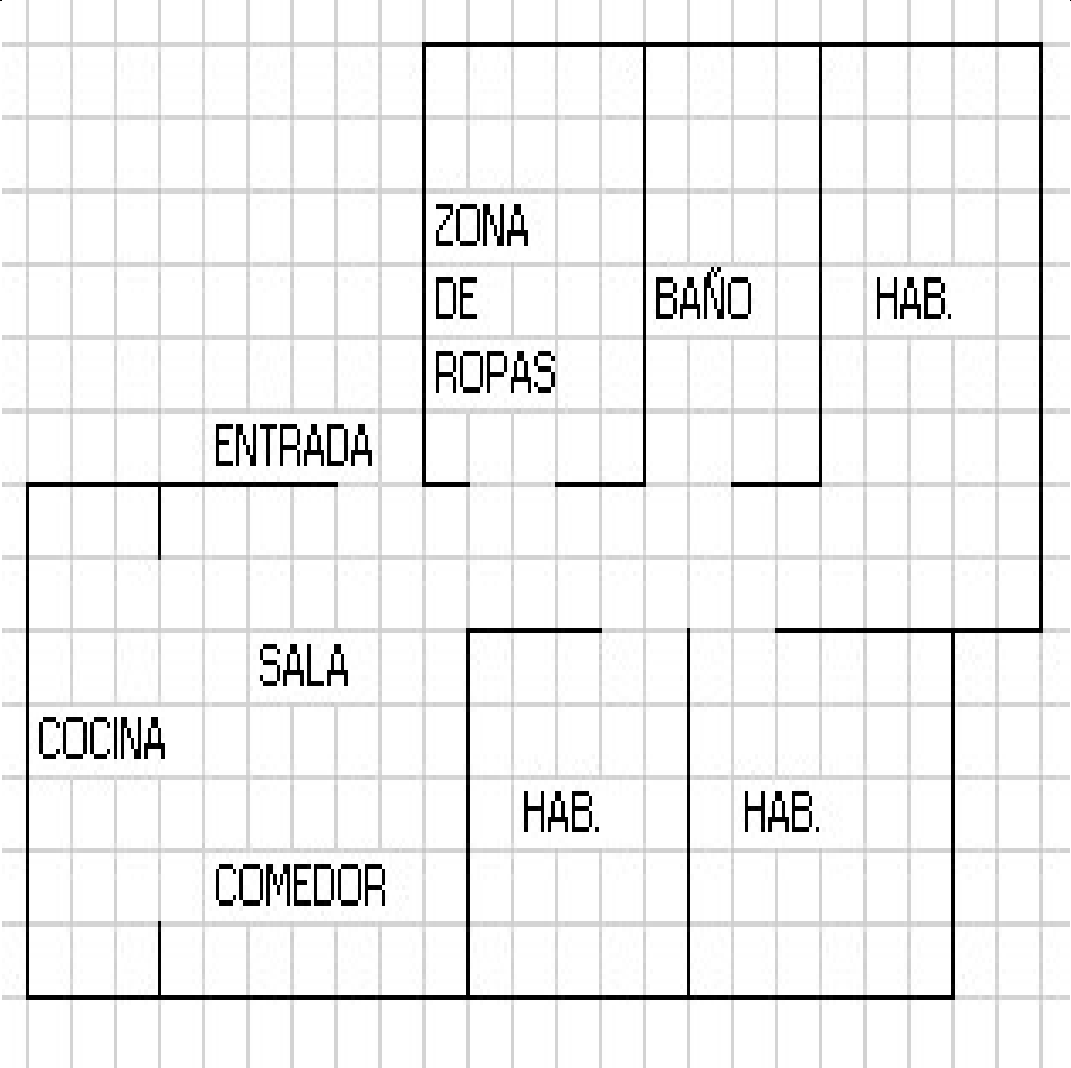 ZONA
DE
ROPAS
BAÑO
HAB.
ENTRADA
SALA
COCINA
HAB.
HAB.
COMEDOR